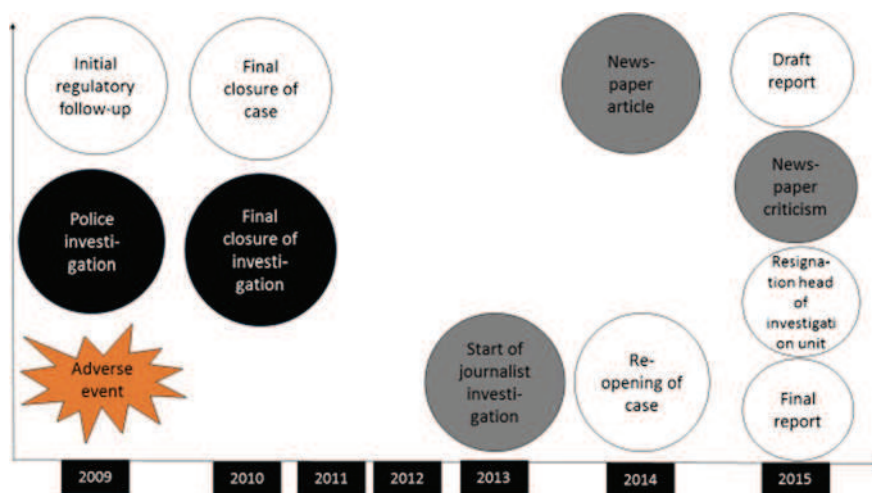 Initial
regulatory
follow-up
Final
closure of
case
News-
paper
article
Draft
report
Police
investi-
gation
Final
closure of
investi-
gation
News-
paper
criticism
Adverse
event
Start of
journalist
investi-
gation
Re-
opening of
case
Resigna-
tion head
of
investigati
on unit
Final
report
2009
2010
2011
2012
2013
2014
2015